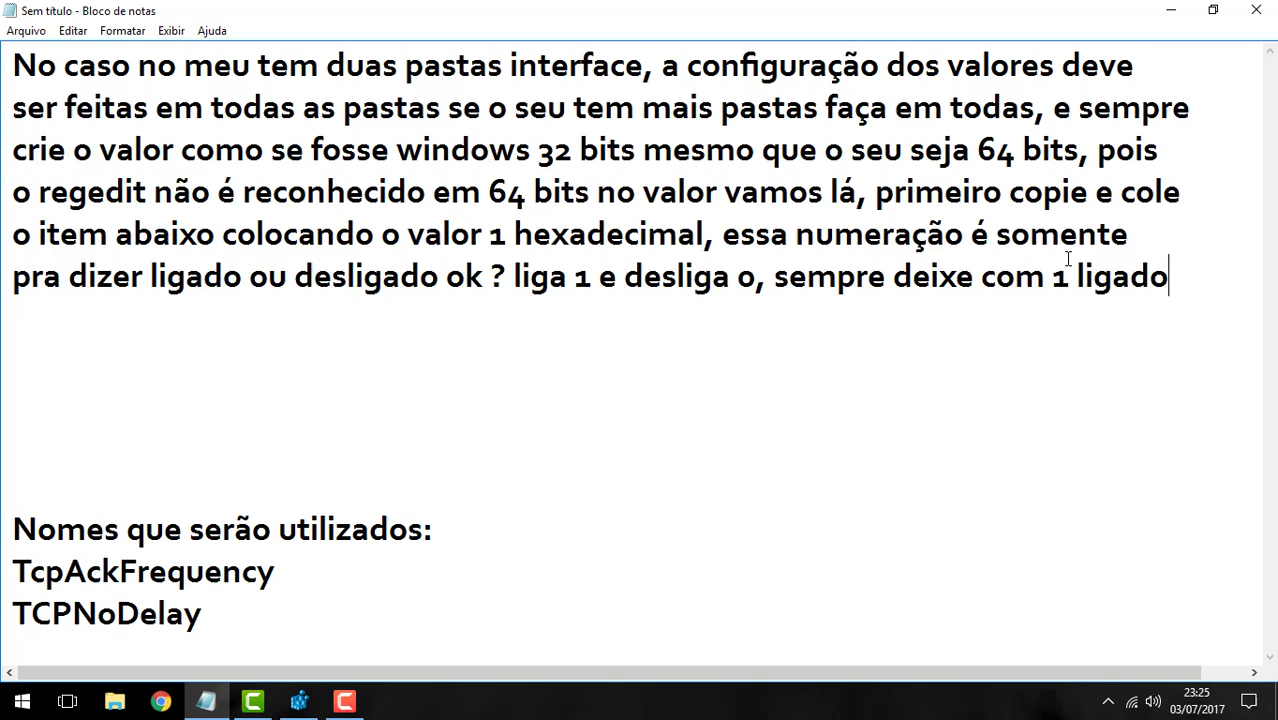 Sem título - Bloco de notas
Arquivo Editar Formatar Exibir Ajuda
No caso no meu tem duas pastas interface, a configuração dos valores deve
ser feitas em todas as pastas se o seu tem mais pastas faça em todas, e sempre
crie o valor como se fosse windows 32 bits mesmo que o seu seja 64 bits, pois
o regedit não é reconhecido em 64 bits no valor vamos lá, primeiro copie e cole
o item abaixo colocando o valor 1 hexadecimal, essa numeração é somente
pra dizer ligado ou desligado ok ? liga 1 e desliga 0, sempre deixe com 1 ligado
Nomes que serão utilizados:
TcpAckFrequency
TCPNoDelay
23:25
03/07/2017